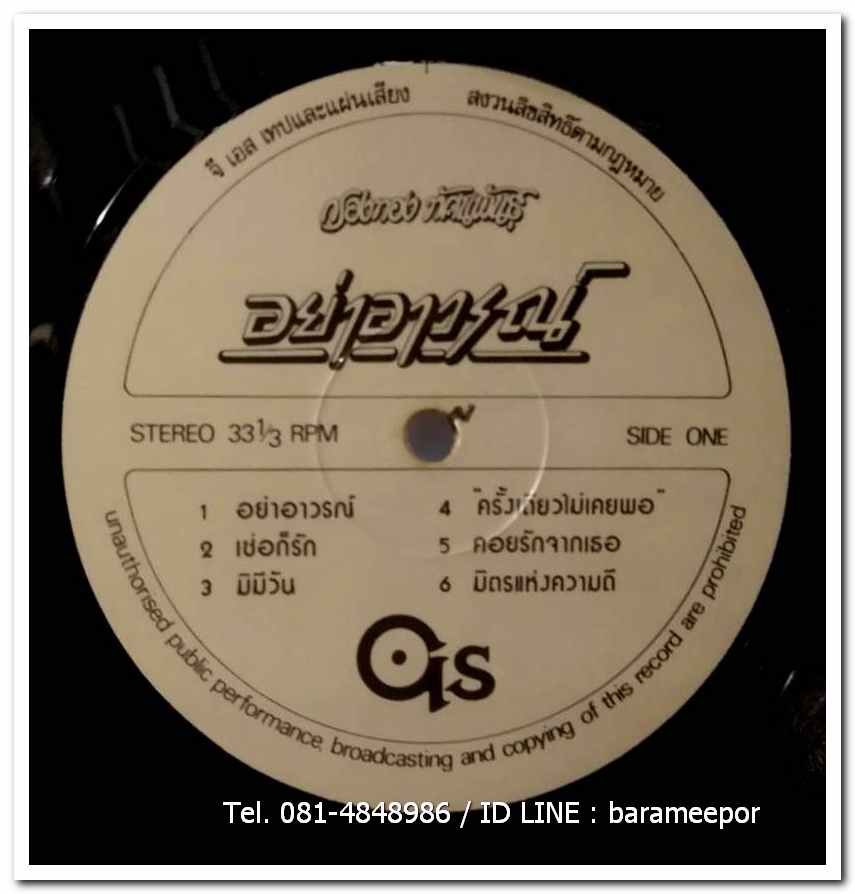 จี เอส เทปและแผ่นเสียง สงวนลิขสิทธิ์ตามกฎหมาย
อย่าอาวรณ์
STEREO 33 1/3 RPM SIDE ONE
1 อย่าอาวรณ์
2 เช่อก็รัก
3 มิมีวัน
4 "ครั้งเดียวไม่เคยพอ"
5 คอยรักจากเธอ
6 มิตรแห่งความดี
unauthorised public performance, broadcasting and copying of this record are prohibited
Tel. 081-4848986 / ID LINE : barameepor